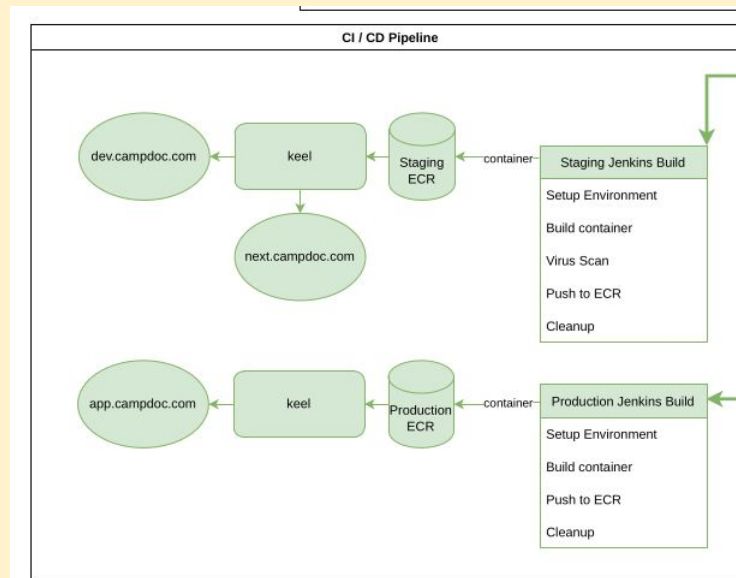 CI / CD Pipeline
dev.campdoc.com
keel
Staging
ECR
container
Staging Jenkins Build
Setup Environment
Build container
Virus Scan
Push to ECR
Cleanup
next.campdoc.com
app.campdoc.com
keel
Production
ECR
container
Production Jenkins Build
Setup Environment
Build container
Push to ECR
Cleanup